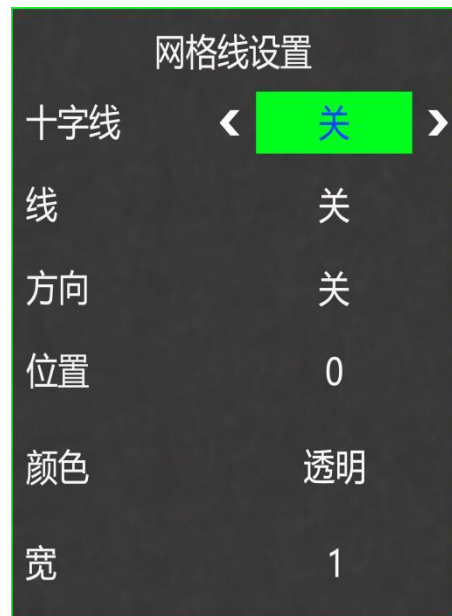 网格线设置
十字线 关
线 关
方向 关
位置 0
颜色 透明
宽 1